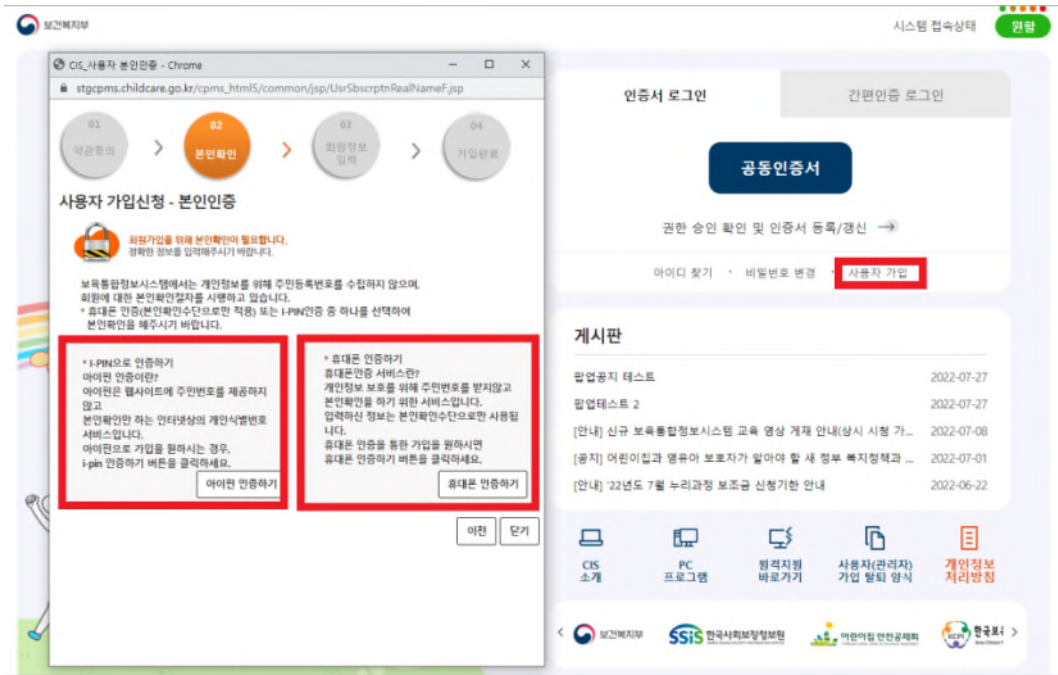 보건복지부
시스템 접속상태 원활
CIS_사용자 본인인증 - Chrome
stgcpms.childcare.go.kr/cpms_html5/common/jsp/UsrSbscrptnRealNameF.jsp
01 약관동의
02 본인확인
03 회원정보 입력
04 가입완료
사용자 가입신청 - 본인인증
회원가입을 위해 본인확인이 필요합니다.
정확한 정보를 입력해주시기 바랍니다.
보육통합정보시스템에서는 개인정보를 위해 주민등록번호를 수집하지 않으며,
회원에 대한 본인확인절차를 시행하고 있습니다.
* 휴대폰 인증(본인확인수단으로만 적용) 또는 I-PIN인증 중 하나를 선택하여
본인확인을 해주시기 바랍니다.
* I-PIN으로 인증하기
아이핀 인증이란?
아이핀은 웹사이트에 주민번호를 제공하지
않고
본인확인만 하는 인터넷상의 개인식별번호
서비스입니다.
아이핀으로 가입을 원하시는 경우,
i-pin 인증하기 버튼을 클릭하세요.
아이핀 인증하기
* 휴대폰 인증하기
휴대폰인증 서비스란?
개인정보 보호를 위해 주민번호를 받지않고
본인확인을 하기 위한 서비스입니다.
입력하신 정보는 본인확인수단으로만 사용됩
니다.
휴대폰 인증을 통한 가입을 원하시면
휴대폰 인증하기 버튼을 클릭하세요.
휴대폰 인증하기
이전 닫기
인증서 로그인 간편인증 로그인
공동인증서
권한 승인 확인 및 인증서 등록/갱신 →
아이디 찾기 · 비밀번호 변경 · 사용자 가입
게시판
팝업공지 테스트 2022-07-27
팝업테스트 2 2022-07-27
[안내] 신규 보육통합정보시스템 교육 영상 게재 안내(상시 시청 가... 2022-07-08
[공지] 어린이집과 영유아 보호자가 알아야 할 새 정부 복지정책과 ... 2022-07-01
[안내] '22년도 7월 누리과정 보조금 신청기한 안내 2022-06-22
CIS
소개
PC
프로그램
원격지원
바로가기
사용자(관리자)
가입 탈퇴 양식
개인정보
처리방침
보건복지부
SSiS 한국사회보장정보원
어린이집안전공제회
KCPI 한국보